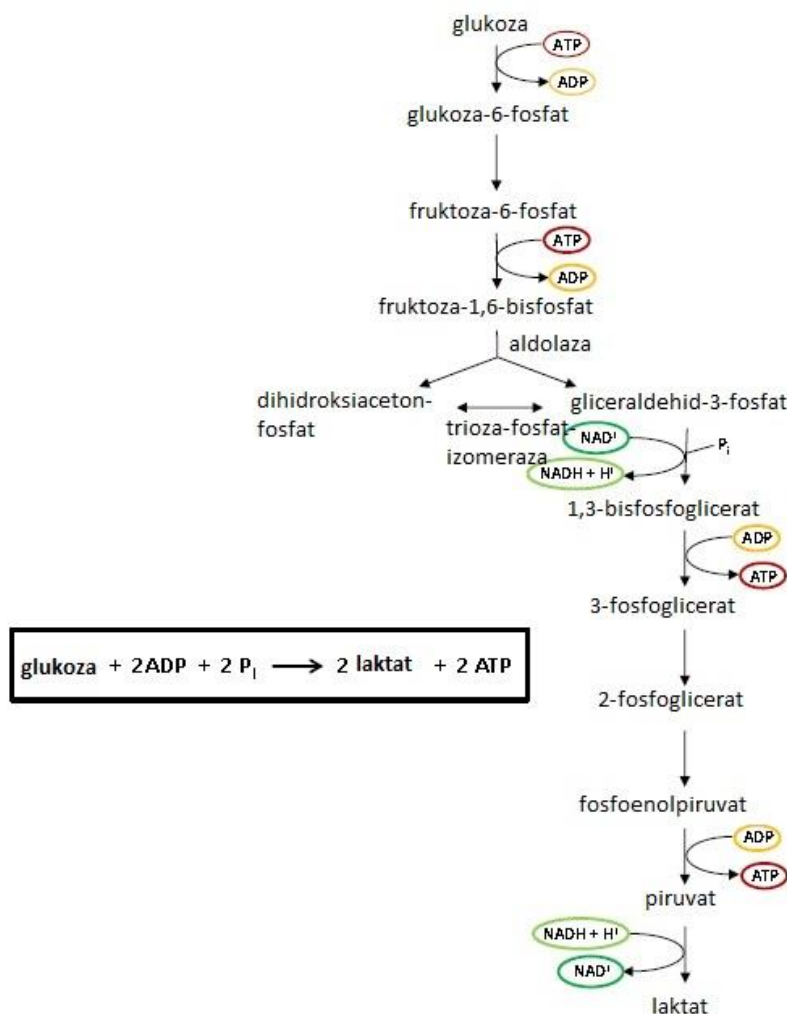 glukoza
ATP
ADP
glukoza-6-fosfat
fruktoza-6-fosfat
ATP
ADP
fruktoza-1,6-bisfosfat
aldolaza
dihidroksiaceton-
fosfat
gliceraldehid-3-fosfat
trioza-fosfat-
izomeraza
NAD⁺
Pᵢ
NADH + H⁺
1,3-bisfosfoglicerat
ADP
ATP
3-fosfoglicerat
glukoza + 2ADP + 2 Pᵢ ⟶ 2 laktat + 2 ATP
2-fosfoglicerat
fosfoenolpiruvat
ADP
ATP
piruvat
NADH + H⁺
NAD⁺
laktat